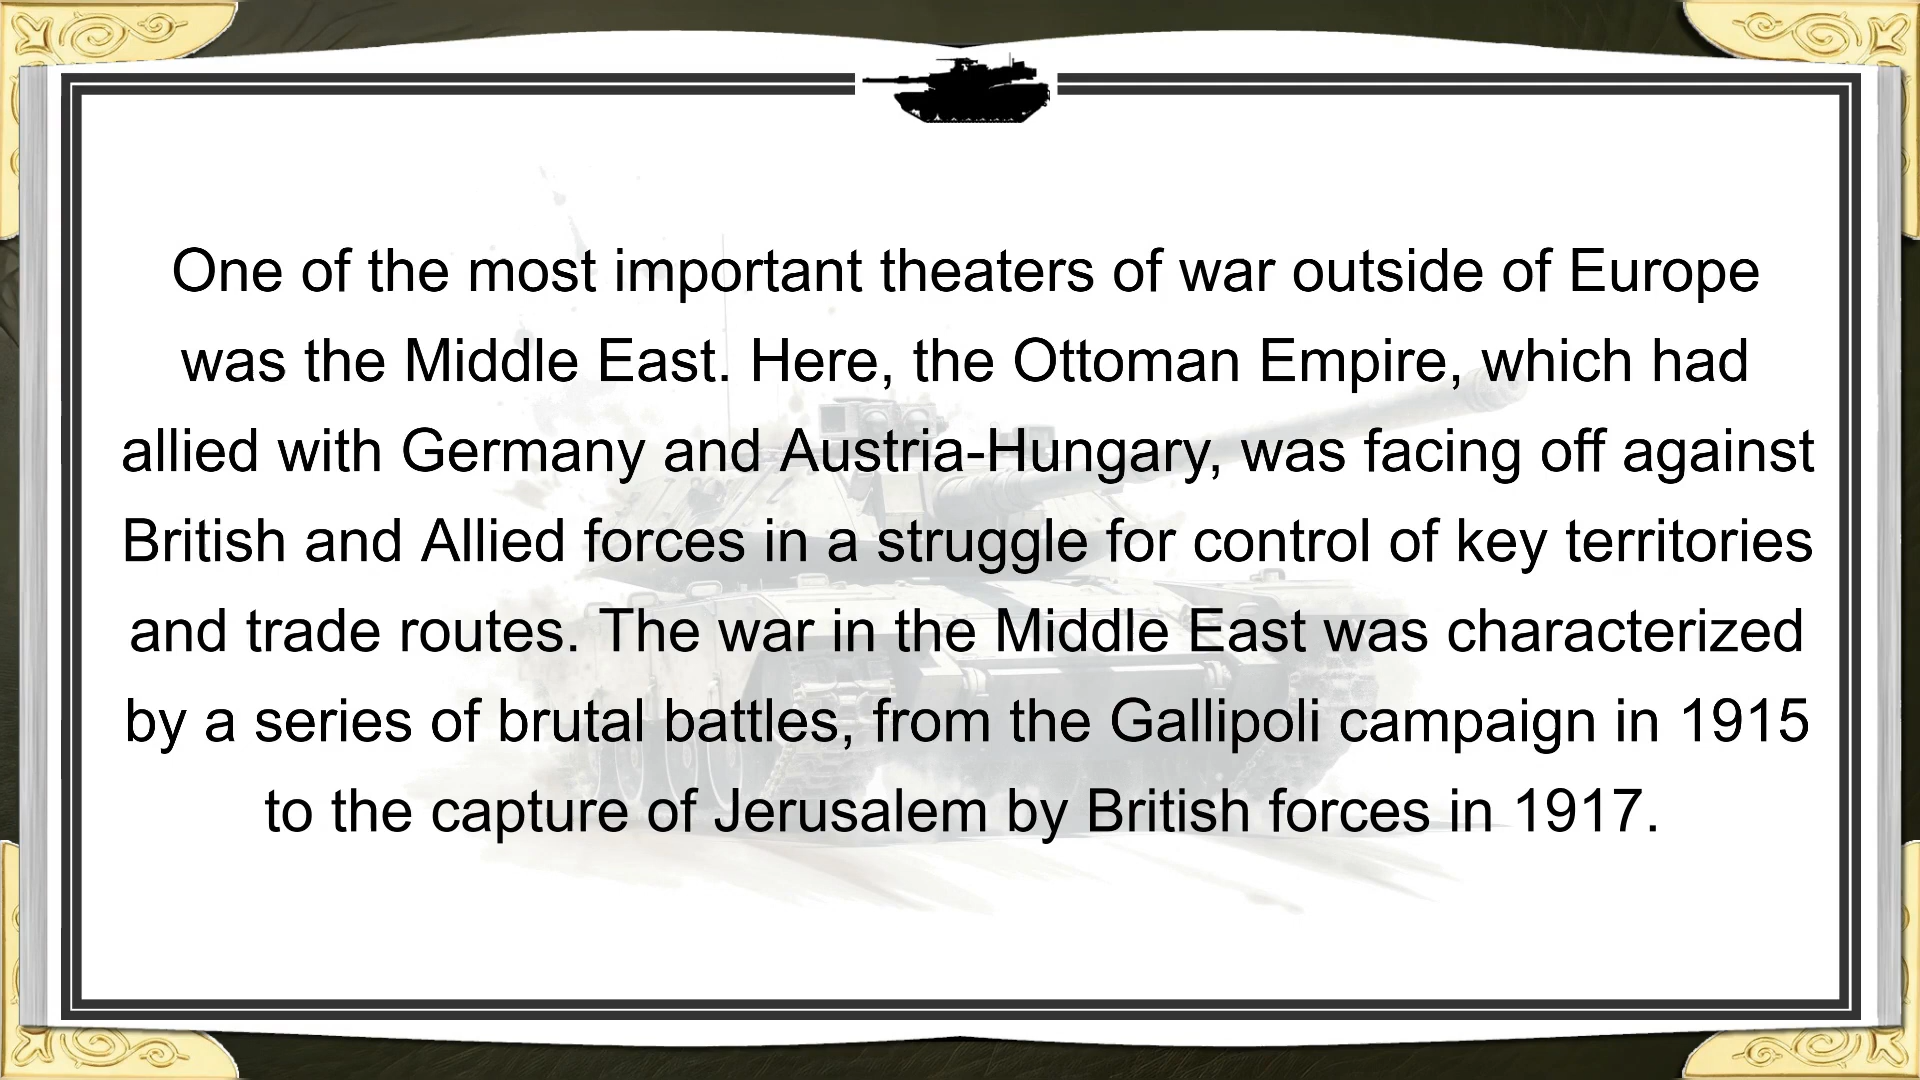 One of the most important theaters of war outside of Europe
was the Middle East. Here, the Ottoman Empire, which had
allied with Germany and Austria-Hungary, was facing off against
British and Allied forces in a struggle for control of key territories
and trade routes. The war in the Middle East was characterized
by a series of brutal battles, from the Gallipoli campaign in 1915
to the capture of Jerusalem by British forces in 1917.